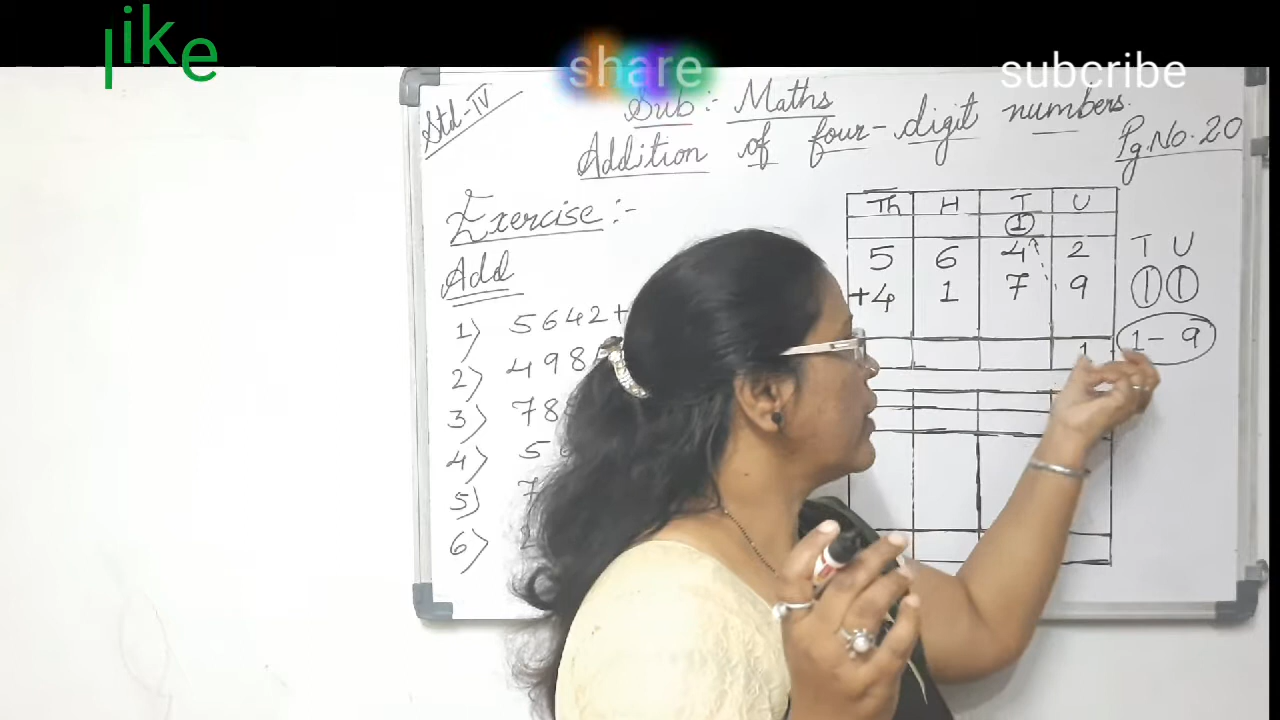 like share subcribe
Std-IV
Sub:- Maths
Addition of four-digit numbers.
Pg.No.20
Exercise:-
Add
1) 5642+
2) 498
3) 78
4) 5
5) 7
6)
Th H T U
1
5 6 4 2
+4 1 7 9
1
T U
1 1
1-9